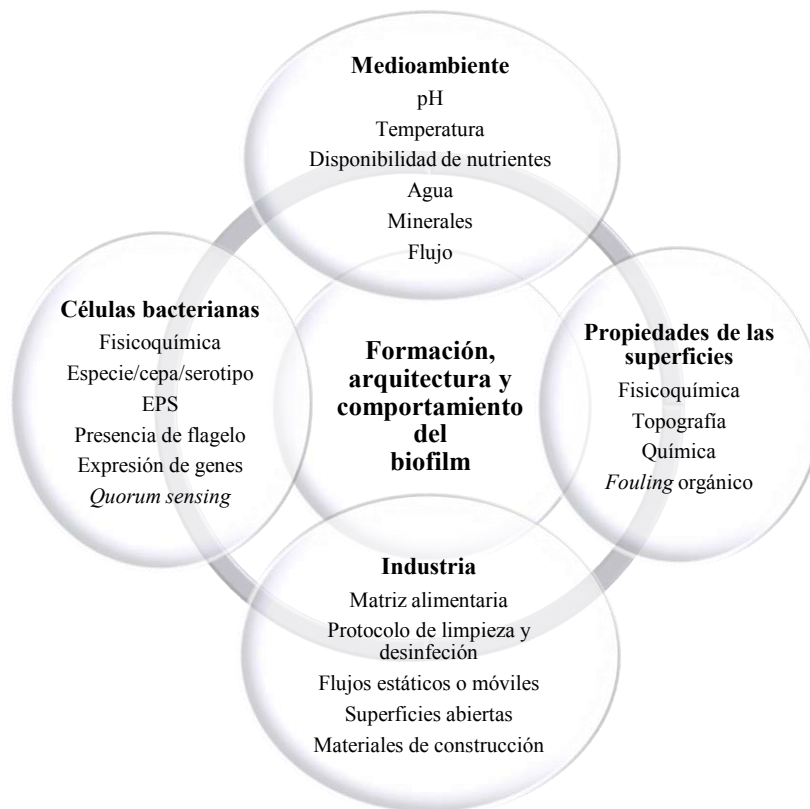 Medioambiente
pH
Temperatura
Disponibilidad de nutrientes
Agua
Minerales
Flujo
Células bacterianas
Fisicoquímica
Especie/cepa/serotipo
EPS
Presencia de flagelo
Expresión de genes
Quorum sensing
Formación,
arquitectura y
comportamiento
del
biofilm
Propiedades de las
superficies
Fisicoquímica
Topografía
Química
Fouling orgánico
Industria
Matriz alimentaria
Protocolo de limpieza y
desinfeción
Flujos estáticos o móviles
Superficies abiertas
Materiales de construcción